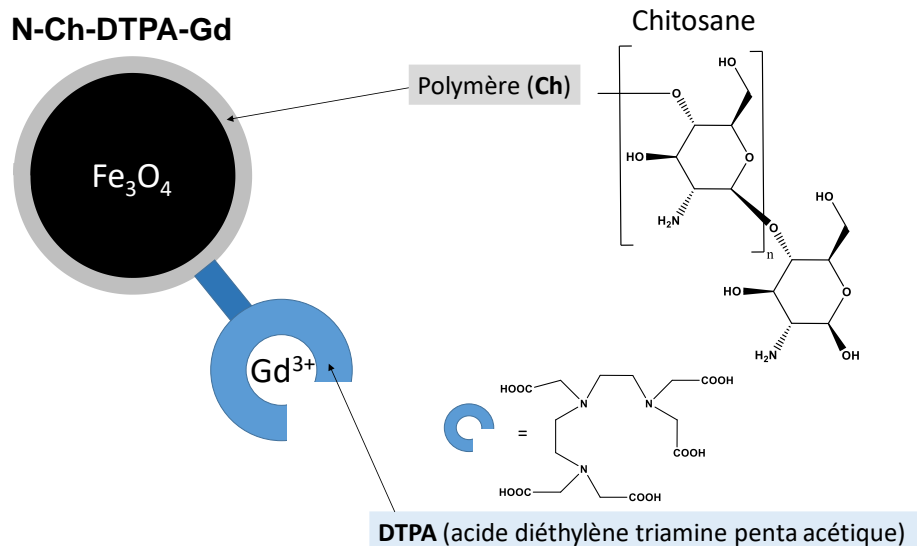 N-Ch-DTPA-Gd
Chitosane
Polymère (Ch)
Fe₃O₄
Gd³⁺
HO
O
HO
O
H₂N
O
n
HO
HO
O
H₂N
OH
=
HOOC
N
N
COOH
COOH
N
HOOC
COOH
DTPA (acide diéthylène triamine penta acétique)